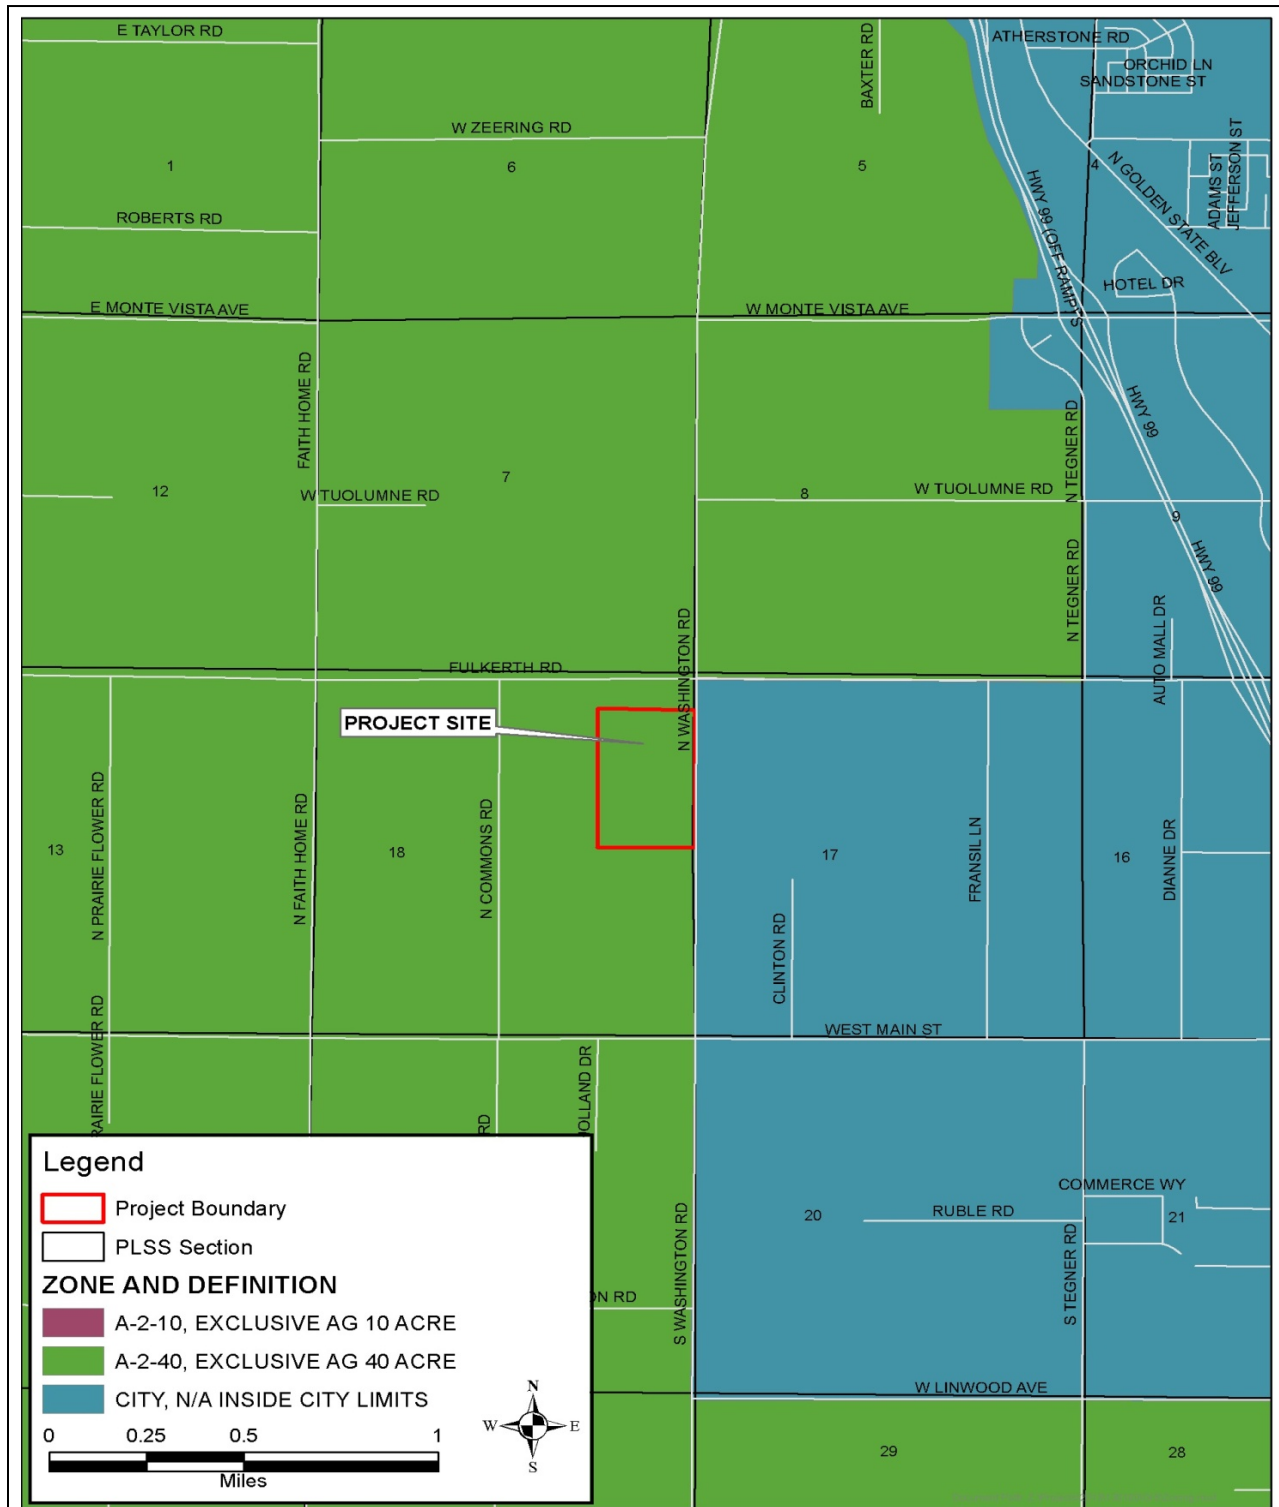 E TAYLOR RD
BAXTER RD
ATHERSTONE RD
ORCHID LN
SANDSTONE ST
W ZEERING RD
1
6
5
4
N GOLDEN STATE BLV
ADAMS ST
JEFFERSON ST
HWY 99 (OFF RAMP) S
ROBERTS RD
HOTEL DR
E MONTE VISTA AVE
W MONTE VISTA AVE
FAITH HOME RD
HWY 99
N TEGNER RD
7
12
W TUOLUMNE RD
8
W TUOLUMNE RD
9
HWY 99
N TEGNER RD
AUTO MALL DR
N WASHINGTON RD
FULKERTH RD
PROJECT SITE
N PRAIRIE FLOWER RD
N FAITH HOME RD
N COMMONS RD
13
18
17
FRANSIL LN
16
DIANNE DR
CLINTON RD
WEST MAIN ST
RAIRIE FLOWER RD
RD
OLLAND DR
COMMERCE WY
20
RUBLE RD
21
S WASHINGTON RD
S TEGNER RD
ON RD
W LINWOOD AVE
29
28
Legend
Project Boundary
PLSS Section
ZONE AND DEFINITION
A-2-10, EXCLUSIVE AG 10 ACRE
A-2-40, EXCLUSIVE AG 40 ACRE
CITY, N/A INSIDE CITY LIMITS
0 0.25 0.5 1
Miles
N
W E
S